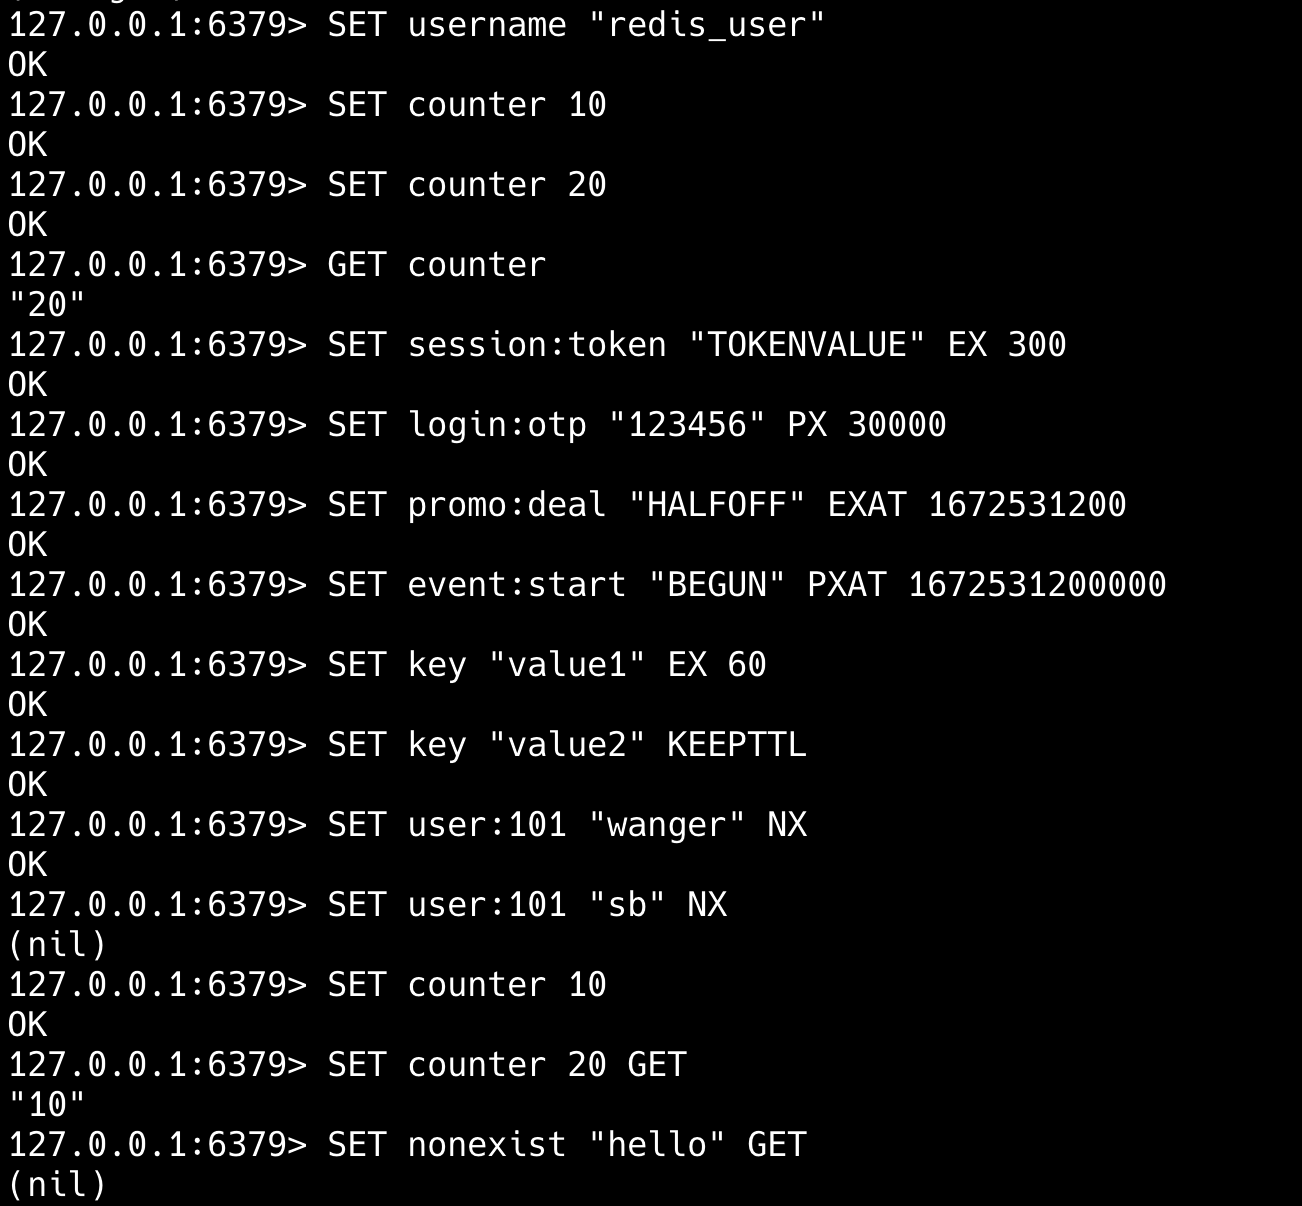 127.0.0.1:6379> SET username "redis_user"
OK
127.0.0.1:6379> SET counter 10
OK
127.0.0.1:6379> SET counter 20
OK
127.0.0.1:6379> GET counter
"20"
127.0.0.1:6379> SET session:token "TOKENVALUE" EX 300
OK
127.0.0.1:6379> SET login:otp "123456" PX 30000
OK
127.0.0.1:6379> SET promo:deal "HALFOFF" EXAT 1672531200
OK
127.0.0.1:6379> SET event:start "BEGUN" PXAT 1672531200000
OK
127.0.0.1:6379> SET key "value1" EX 60
OK
127.0.0.1:6379> SET key "value2" KEEPTTL
OK
127.0.0.1:6379> SET user:101 "wanger" NX
OK
127.0.0.1:6379> SET user:101 "sb" NX
(nil)
127.0.0.1:6379> SET counter 10
OK
127.0.0.1:6379> SET counter 20 GET
"10"
127.0.0.1:6379> SET nonexist "hello" GET
(nil)